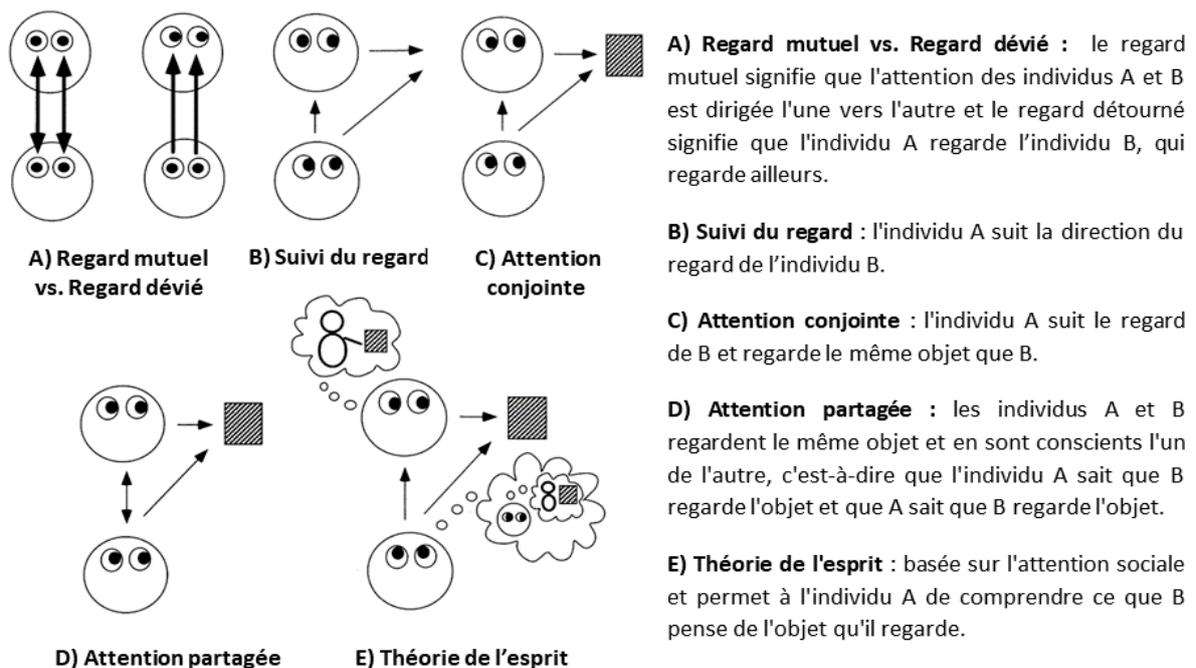 A) Regard mutuel
vs. Regard dévié
B) Suivi du regard
C) Attention
conjointe
D) Attention partagée
E) Théorie de l’esprit
A) Regard mutuel vs. Regard dévié : le regard
mutuel signifie que l'attention des individus A et B
est dirigée l'une vers l'autre et le regard détourné
signifie que l'individu A regarde l’individu B, qui
regarde ailleurs.
B) Suivi du regard : l'individu A suit la direction du
regard de l’individu B.
C) Attention conjointe : l'individu A suit le regard
de B et regarde le même objet que B.
D) Attention partagée : les individus A et B
regardent le même objet et en sont conscients l'un
de l'autre, c'est-à-dire que l'individu A sait que B
regarde l'objet et que A sait que B regarde l'objet.
E) Théorie de l'esprit : basée sur l'attention sociale
et permet à l'individu A de comprendre ce que B
pense de l'objet qu'il regarde.